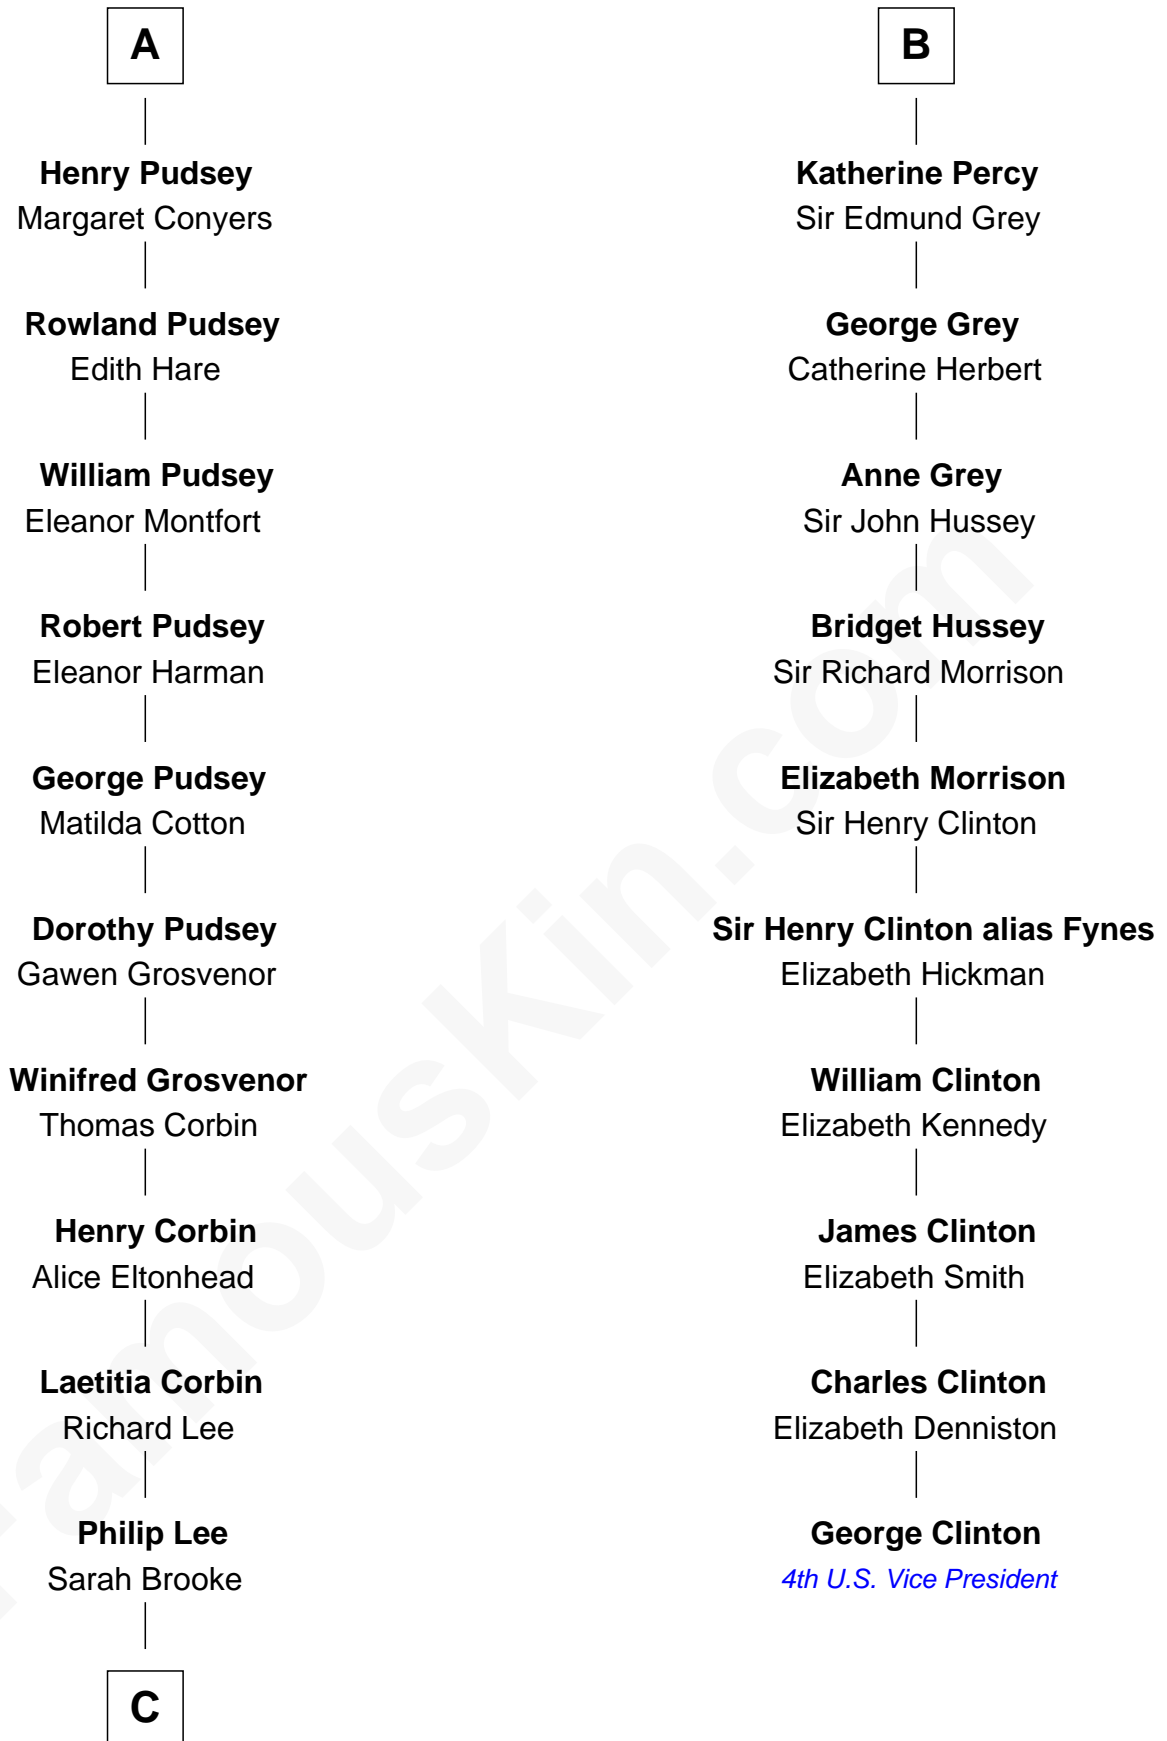 A
Henry Pudsey
Margaret Conyers
Rowland Pudsey
Edith Hare
William Pudsey
Eleanor Montfort
Robert Pudsey
Eleanor Harman
George Pudsey
Matilda Cotton
Dorothy Pudsey
Gawen Grosvenor
Winifred Grosvenor
Thomas Corbin
Henry Corbin
Alice Eltonhead
Laetitia Corbin
Richard Lee
Philip Lee
Sarah Brooke
C
B
Katherine Percy
Sir Edmund Grey
George Grey
Catherine Herbert
Anne Grey
Sir John Hussey
Bridget Hussey
Sir Richard Morrison
Elizabeth Morrison
Sir Henry Clinton
Sir Henry Clinton alias Fynes
Elizabeth Hickman
William Clinton
Elizabeth Kennedy
James Clinton
Elizabeth Smith
Charles Clinton
Elizabeth Denniston
George Clinton
4th U.S. Vice President
FamousKin.com